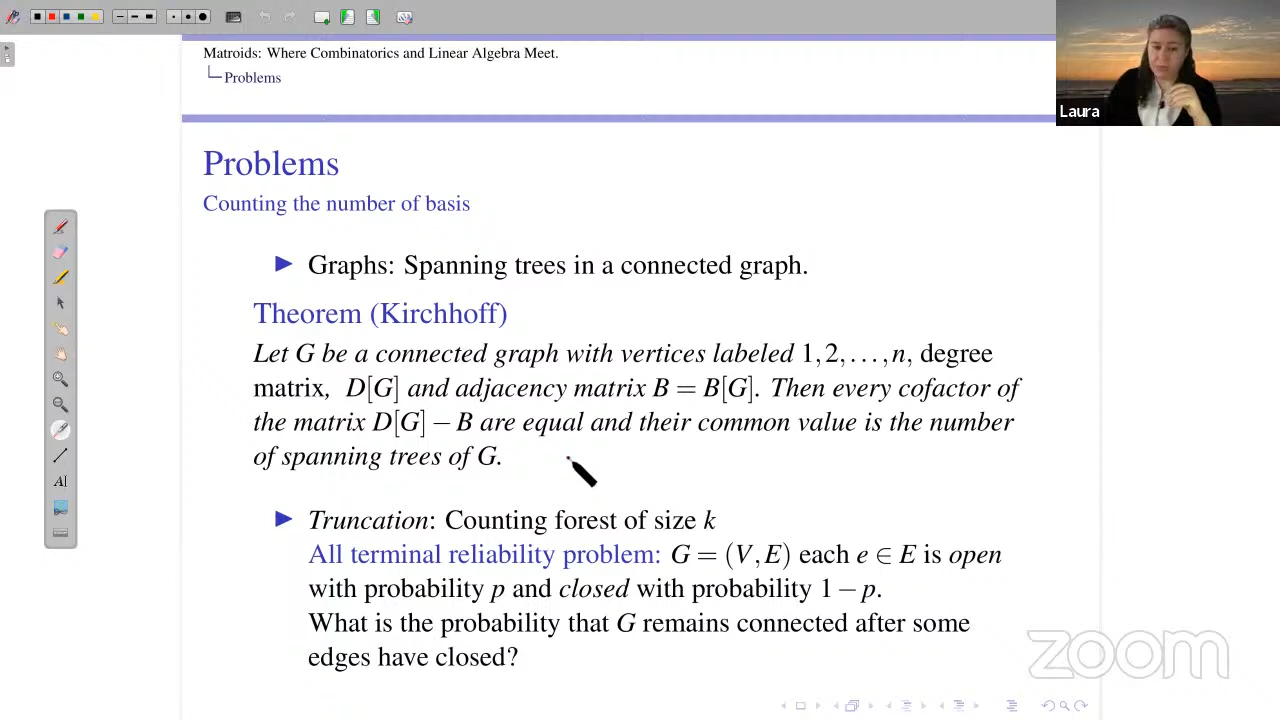 Matroids: Where Combinatorics and Linear Algebra Meet.
Problems
Laura
Problems
Counting the number of basis
▶ Graphs: Spanning trees in a connected graph.
Theorem (Kirchhoff)
Let G be a connected graph with vertices labeled 1, 2, . . . , n, degree
matrix, D[G] and adjacency matrix B = B[G]. Then every cofactor of
the matrix D[G] − B are equal and their common value is the number
of spanning trees of G.
▶ Truncation: Counting forest of size k
All terminal reliability problem: G = (V, E) each e ∈ E is open
with probability p and closed with probability 1 − p.
What is the probability that G remains connected after some
edges have closed?
zoom